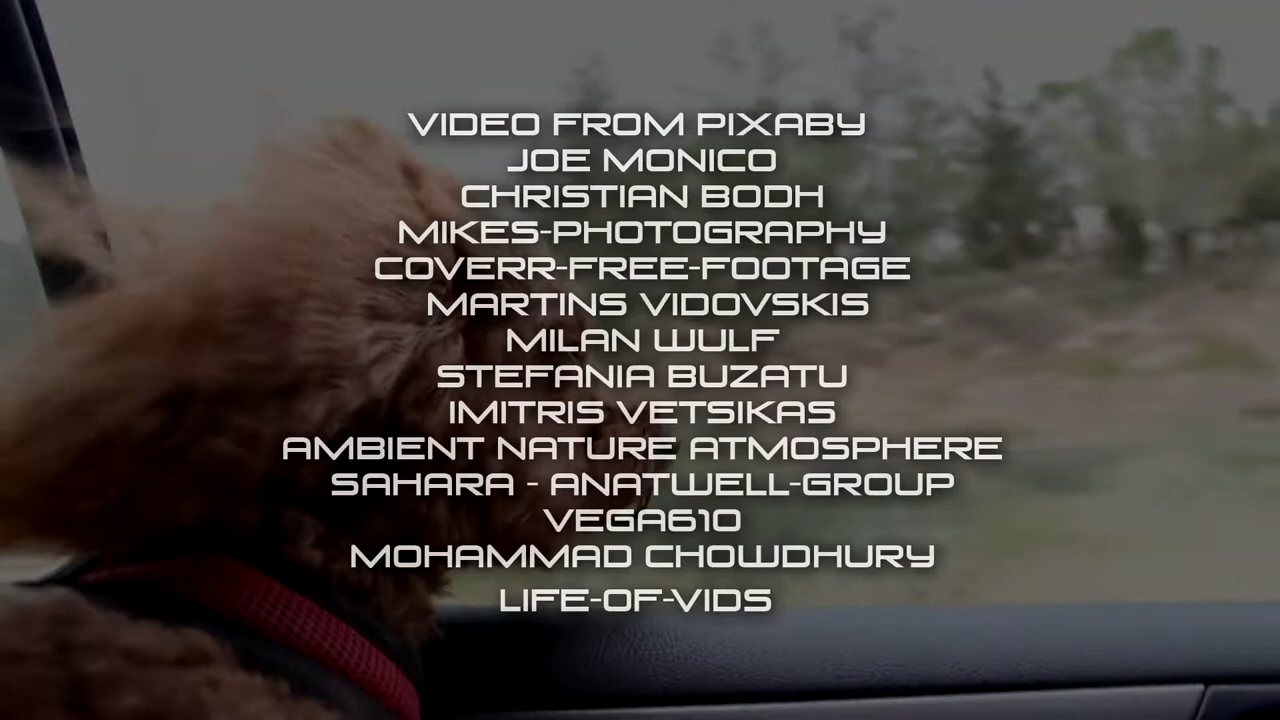 VIDEO FROM PIXABY
JOE MONICO
CHRISTIAN BODH
MIKES-PHOTOGRAPHY
COVERR-FREE-FOOTAGE
MARTINS VIDOVSKIS
MILAN WULF
STEFANIA BUZATU
IMITRIS VETSIKAS
AMBIENT NATURE ATMOSPHERE
SAHARA - ANATWELL-GROUP
VEGA610
MOHAMMAD CHOWDHURY
LIFE-OF-VIDS